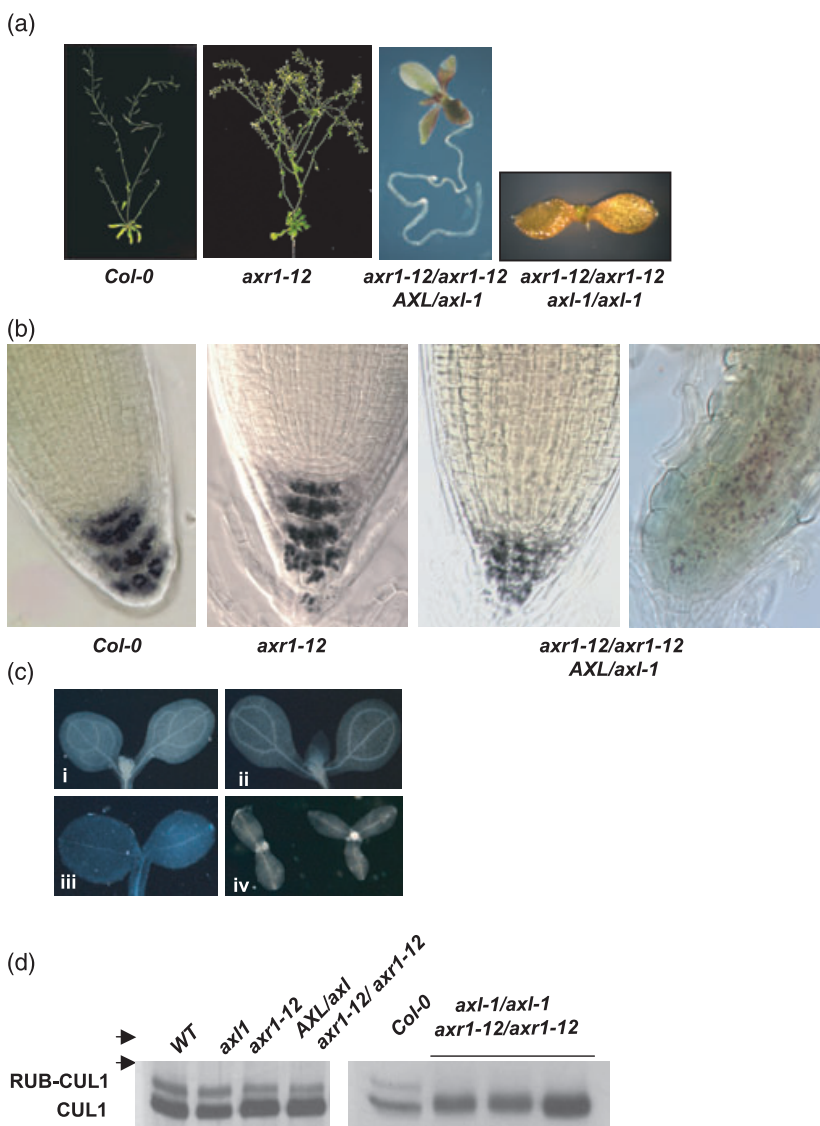 (a)
Col-0
axr1-12
axr1-12/axr1-12
AXL/axl-1
axr1-12/axr1-12
axl-1/axl-1
(b)
Col-0
axr1-12
axr1-12/axr1-12
AXL/axl-1
(c)
i
ii
iii
iv
(d)
WT
axl1
axr1-12
AXL/axl
axr1-12/ axr1-12
Col-0
axl-1/axl-1
axr1-12/axr1-12
RUB-CUL1
CUL1